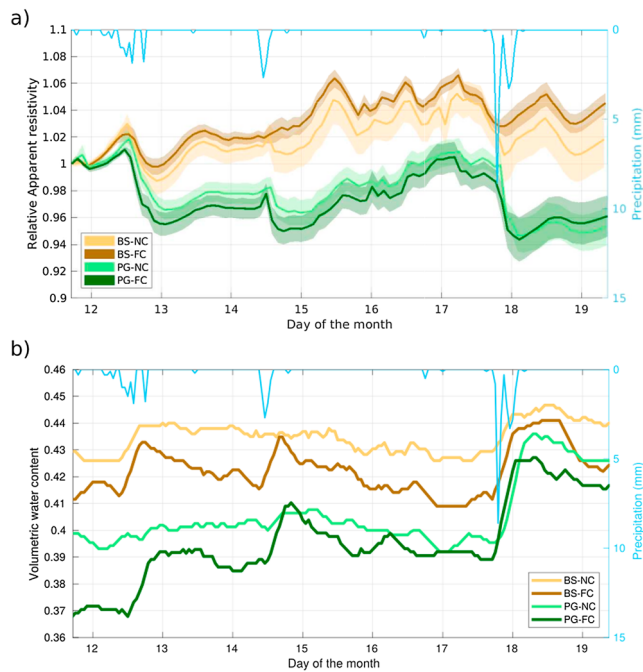 a)
1.1
1.08
1.06
1.04
1.02
1
0.98
0.96
0.94
0.92
0.9
Relative Apparent resistivity
BS-NC
BS-FC
PG-NC
PG-FC
12 13 14 15 16 17 18 19
Day of the month
0
5
10
15
Precipitation (mm)
b)
0.46
0.45
0.44
0.43
0.42
0.41
0.4
0.39
0.38
0.37
0.36
Volumetric water content
BS-NC
BS-FC
PG-NC
PG-FC
12 13 14 15 16 17 18 19
Day of the month
0
5
10
15
Precipitation (mm)